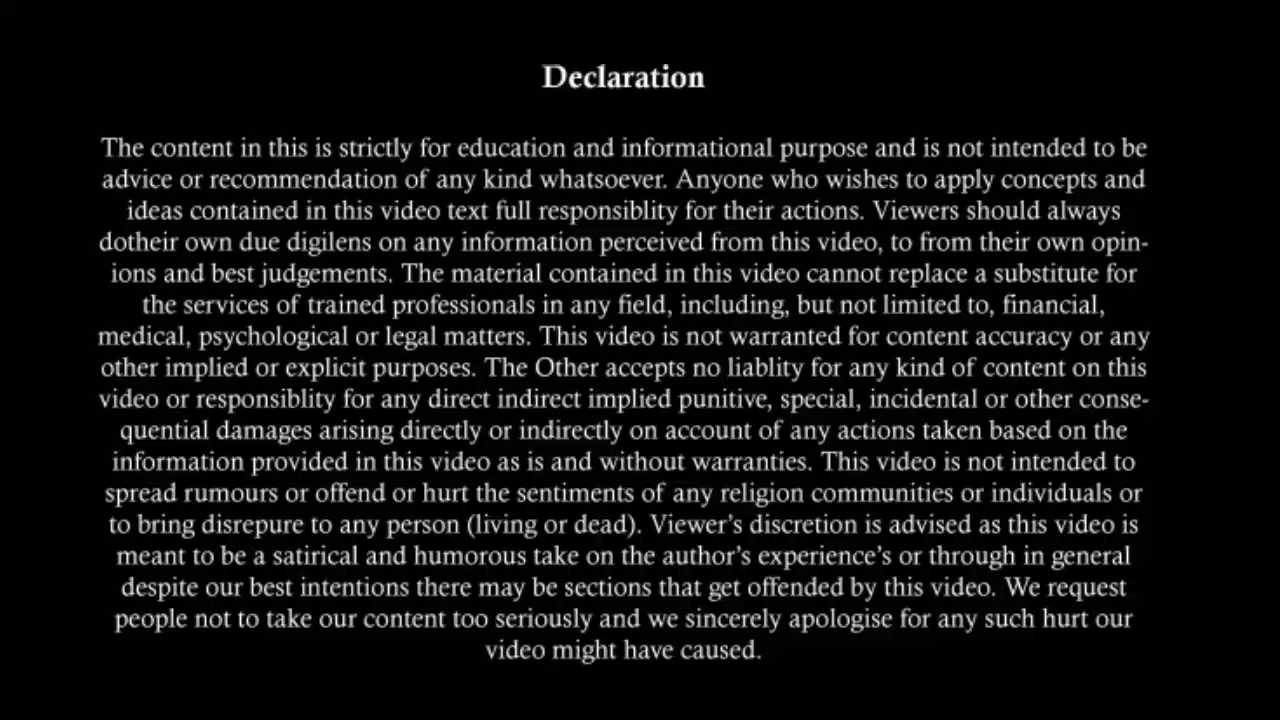 Declaration
The content in this is strictly for education and informational purpose and is not intended to be
advice or recommendation of any kind whatsoever. Anyone who wishes to apply concepts and
ideas contained in this video text full responsiblity for their actions. Viewers should always
dotheir own due digilens on any information perceived from this video, to from their own opin-
ions and best judgements. The material contained in this video cannot replace a substitute for
the services of trained professionals in any field, including, but not limited to, financial,
medical, psychological or legal matters. This video is not warranted for content accuracy or any
other implied or explicit purposes. The Other accepts no liablity for any kind of content on this
video or responsiblity for any direct indirect implied punitive, special, incidental or other conse-
quential damages arising directly or indirectly on account of any actions taken based on the
information provided in this video as is and without warranties. This video is not intended to
spread rumours or offend or hurt the sentiments of any religion communities or individuals or
to bring disrepure to any person (living or dead). Viewer's discretion is advised as this video is
meant to be a satirical and humorous take on the author's experience's or through in general
despite our best intentions there may be sections that get offended by this video. We request
people not to take our content too seriously and we sincerely apologise for any such hurt our
video might have caused.